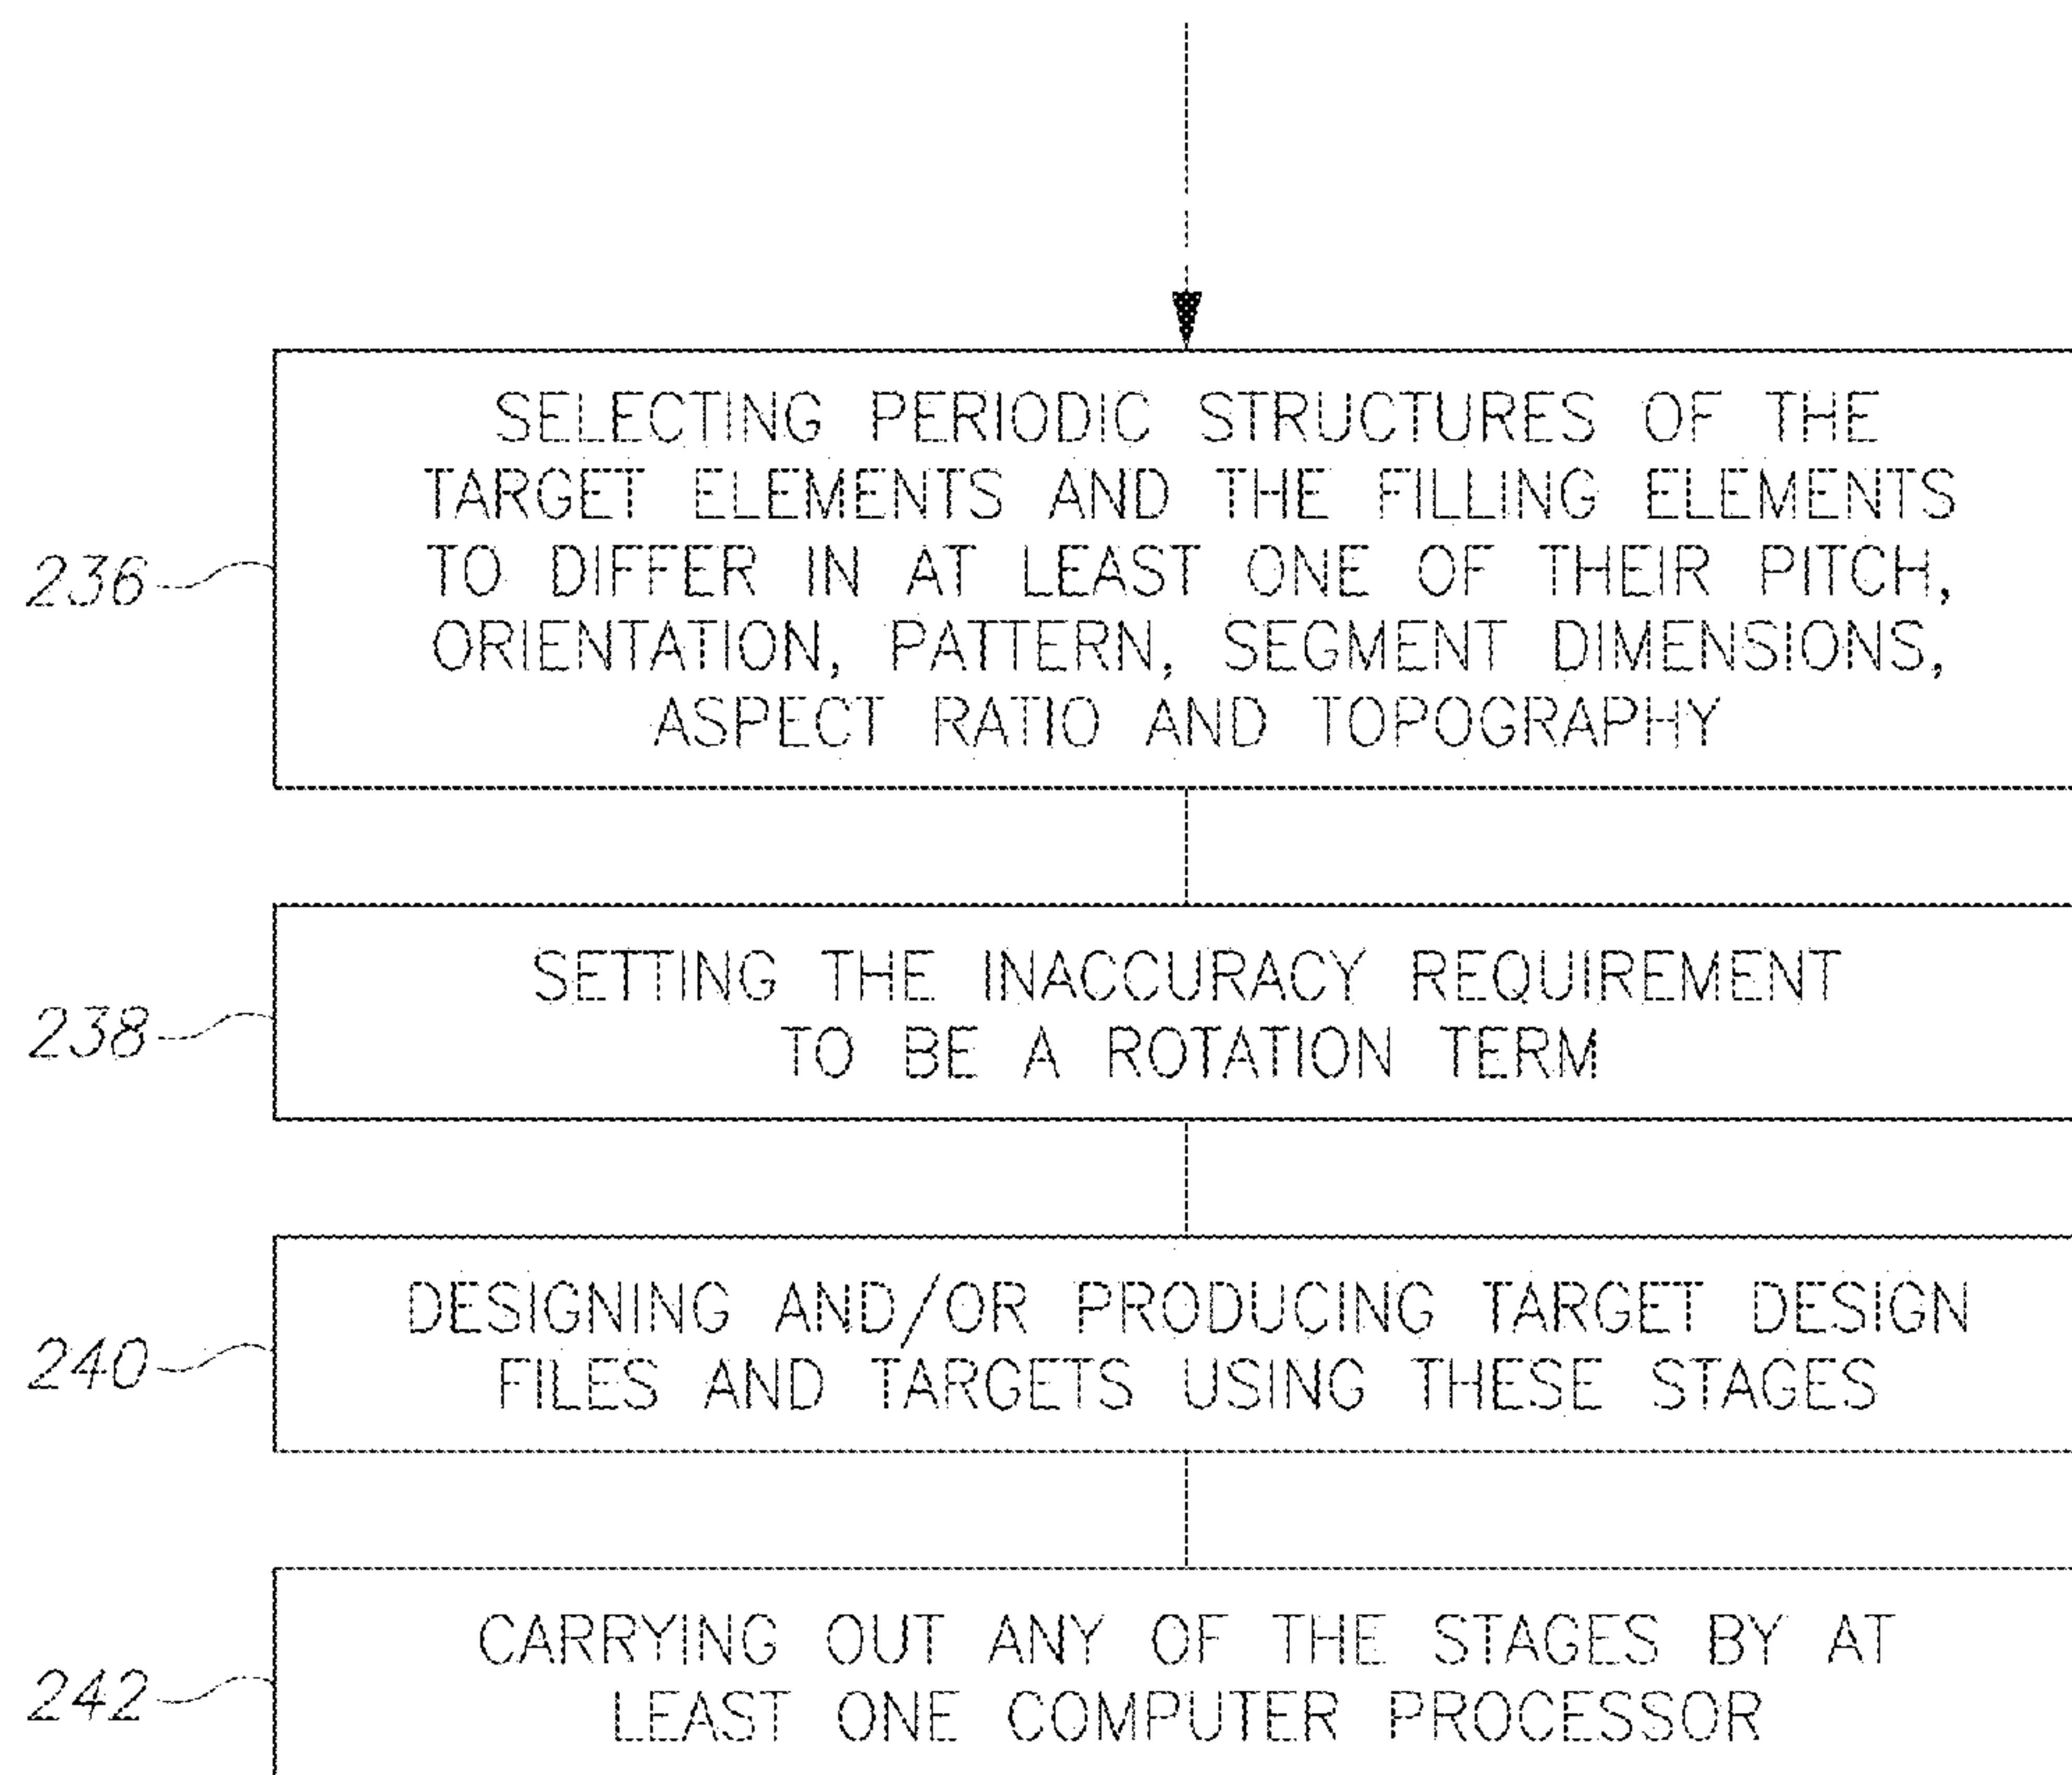 SELECTING PERIODIC STRUCTURES OF THE
TARGET ELEMENTS AND THE FILLING ELEMENTS
TO DIFFER IN AT LEAST ONE OF THEIR PITCH,
ORIENTATION, PATTERN, SEGMENT DIMENSIONS,
ASPECT RATIO AND TOPOGRAPHY
236
SETTING THE INACCURACY REQUIREMENT
TO BE A ROTATION TERM
238
DESIGNING AND/OR PRODUCING TARGET DESIGN
FILES AND TARGETS USING THESE STAGES
240
CARRYING OUT ANY OF THE STAGES BY AT
LEAST ONE COMPUTER PROCESSOR
242